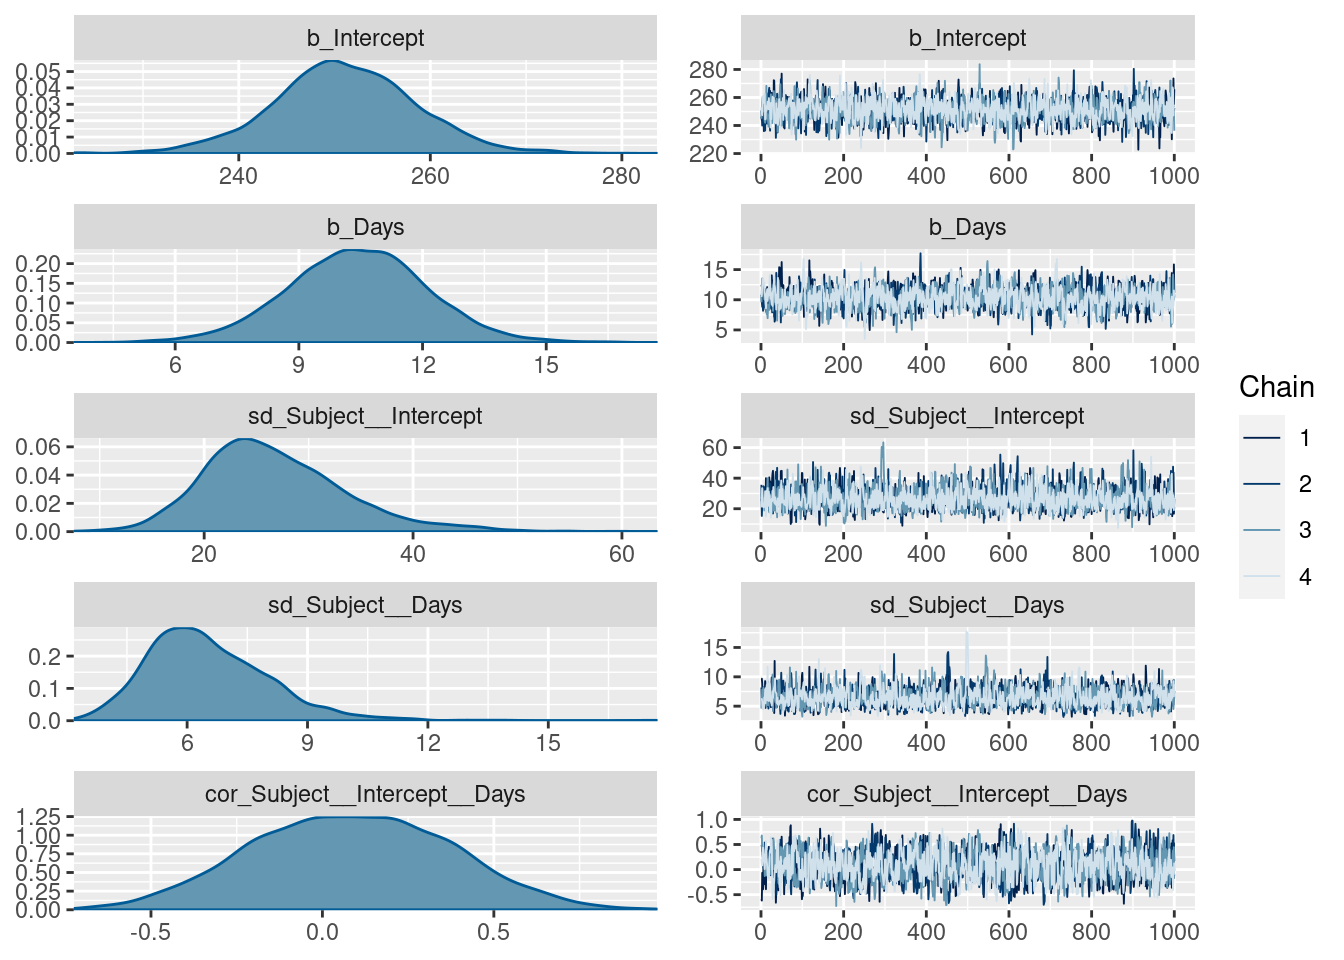 b_Intercept
0.05
0.04
0.03
0.02
0.01
0.00
240 260 280
b_Intercept
280
260
240
220
0 200 400 600 800 1000
b_Days
0.20
0.15
0.10
0.05
0.00
6 9 12 15
b_Days
15
10
5
0 200 400 600 800 1000
sd_Subject__Intercept
0.06
0.04
0.02
0.00
20 40 60
sd_Subject__Intercept
60
40
20
0 200 400 600 800 1000
sd_Subject__Days
0.2
0.1
0.0
6 9 12 15
sd_Subject__Days
15
10
5
0 200 400 600 800 1000
cor_Subject__Intercept__Days
1.25
1.00
0.75
0.50
0.25
0.00
-0.5 0.0 0.5
cor_Subject__Intercept__Days
1.0
0.5
0.0
-0.5
0 200 400 600 800 1000
Chain
1
2
3
4